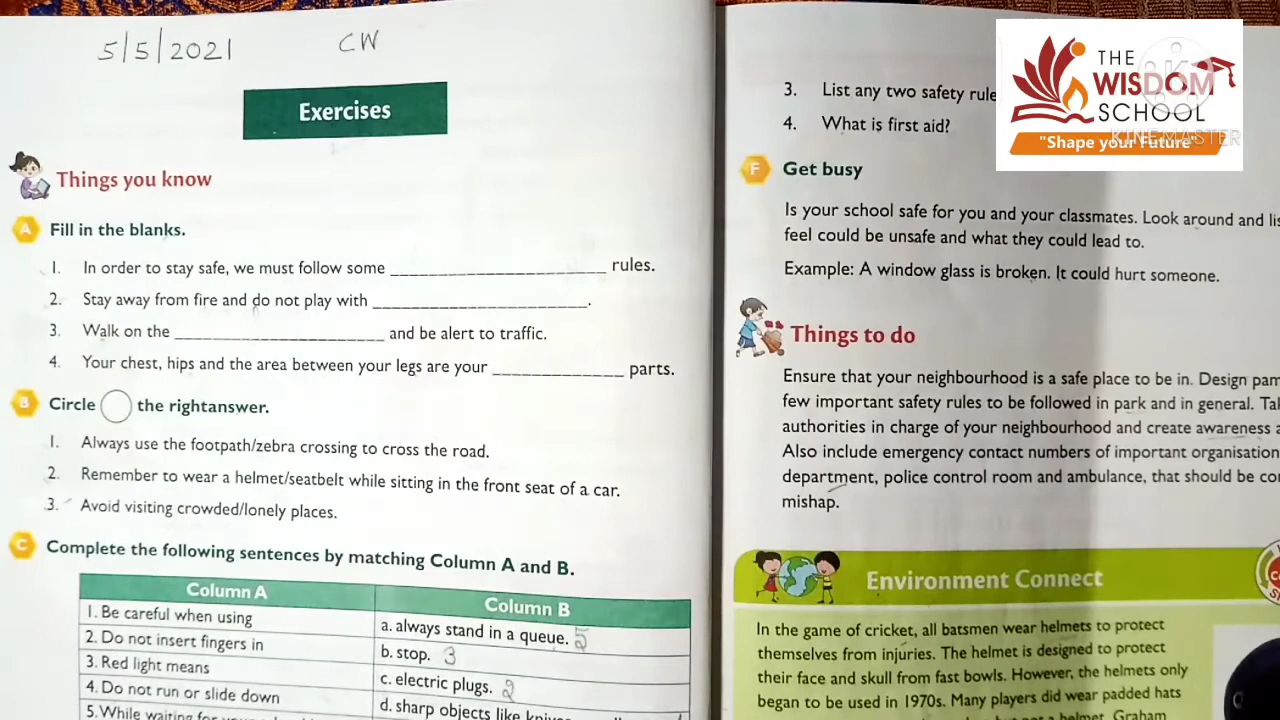 5/5/2021 CW
Exercises
Things you know
A Fill in the blanks.
1. In order to stay safe, we must follow some ____________________ rules.
2. Stay away from fire and do not play with ____________________.
3. Walk on the ____________________ and be alert to traffic.
4. Your chest, hips and the area between your legs are your ____________ parts.
B Circle the rightanswer.
1. Always use the footpath/zebra crossing to cross the road.
2. Remember to wear a helmet/seatbelt while sitting in the front seat of a car.
3. Avoid visiting crowded/lonely places.
C Complete the following sentences by matching Column A and B.
Column A Column B
1. Be careful when using a. always stand in a queue. 5
2. Do not insert fingers in b. stop. 3
3. Red light means c. electric plugs. 2
4. Do not run or slide down d. sharp objects like
5. While waiting for
3. List any two safety rule
4. What is first aid?
F Get busy
Is your school safe for you and your classmates. Look around and
feel could be unsafe and what they could lead to.
Example: A window glass is broken. It could hurt someone.
Things to do
Ensure that your neighbourhood is a safe place to be in. Design
few important safety rules to be followed in park and in general.
authorities in charge of your neighbourhood and create awareness
Also include emergency contact numbers of important organisation
department, police control room and ambulance, that should be
mishap.
Environment Connect
In the game of cricket, all batsmen wear helmets to protect
themselves from injuries. The helmet is designed to protect
their face and skull from fast bowls. However, the helmets only
began to be used in 1970s. Many players did wear padded hats
a helmet. Graham
THE
WISDOM
SCHOOL
KINEMASTER
"Shape your Future"